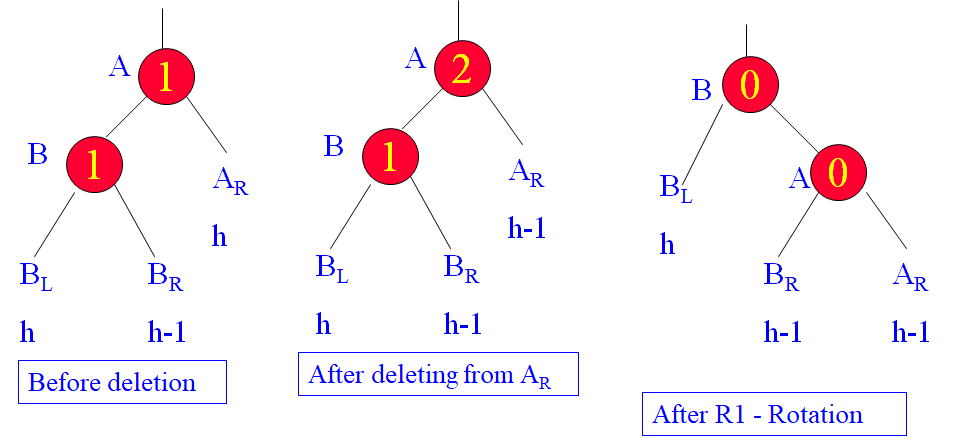 A 1
B 1
A_R
h
B_L B_R
h h-1
Before deletion
A 2
B 1
A_R
h-1
B_L B_R
h h-1
After deleting from A_R
B 0
B_L A 0
h
B_R A_R
h-1 h-1
After R1 - Rotation